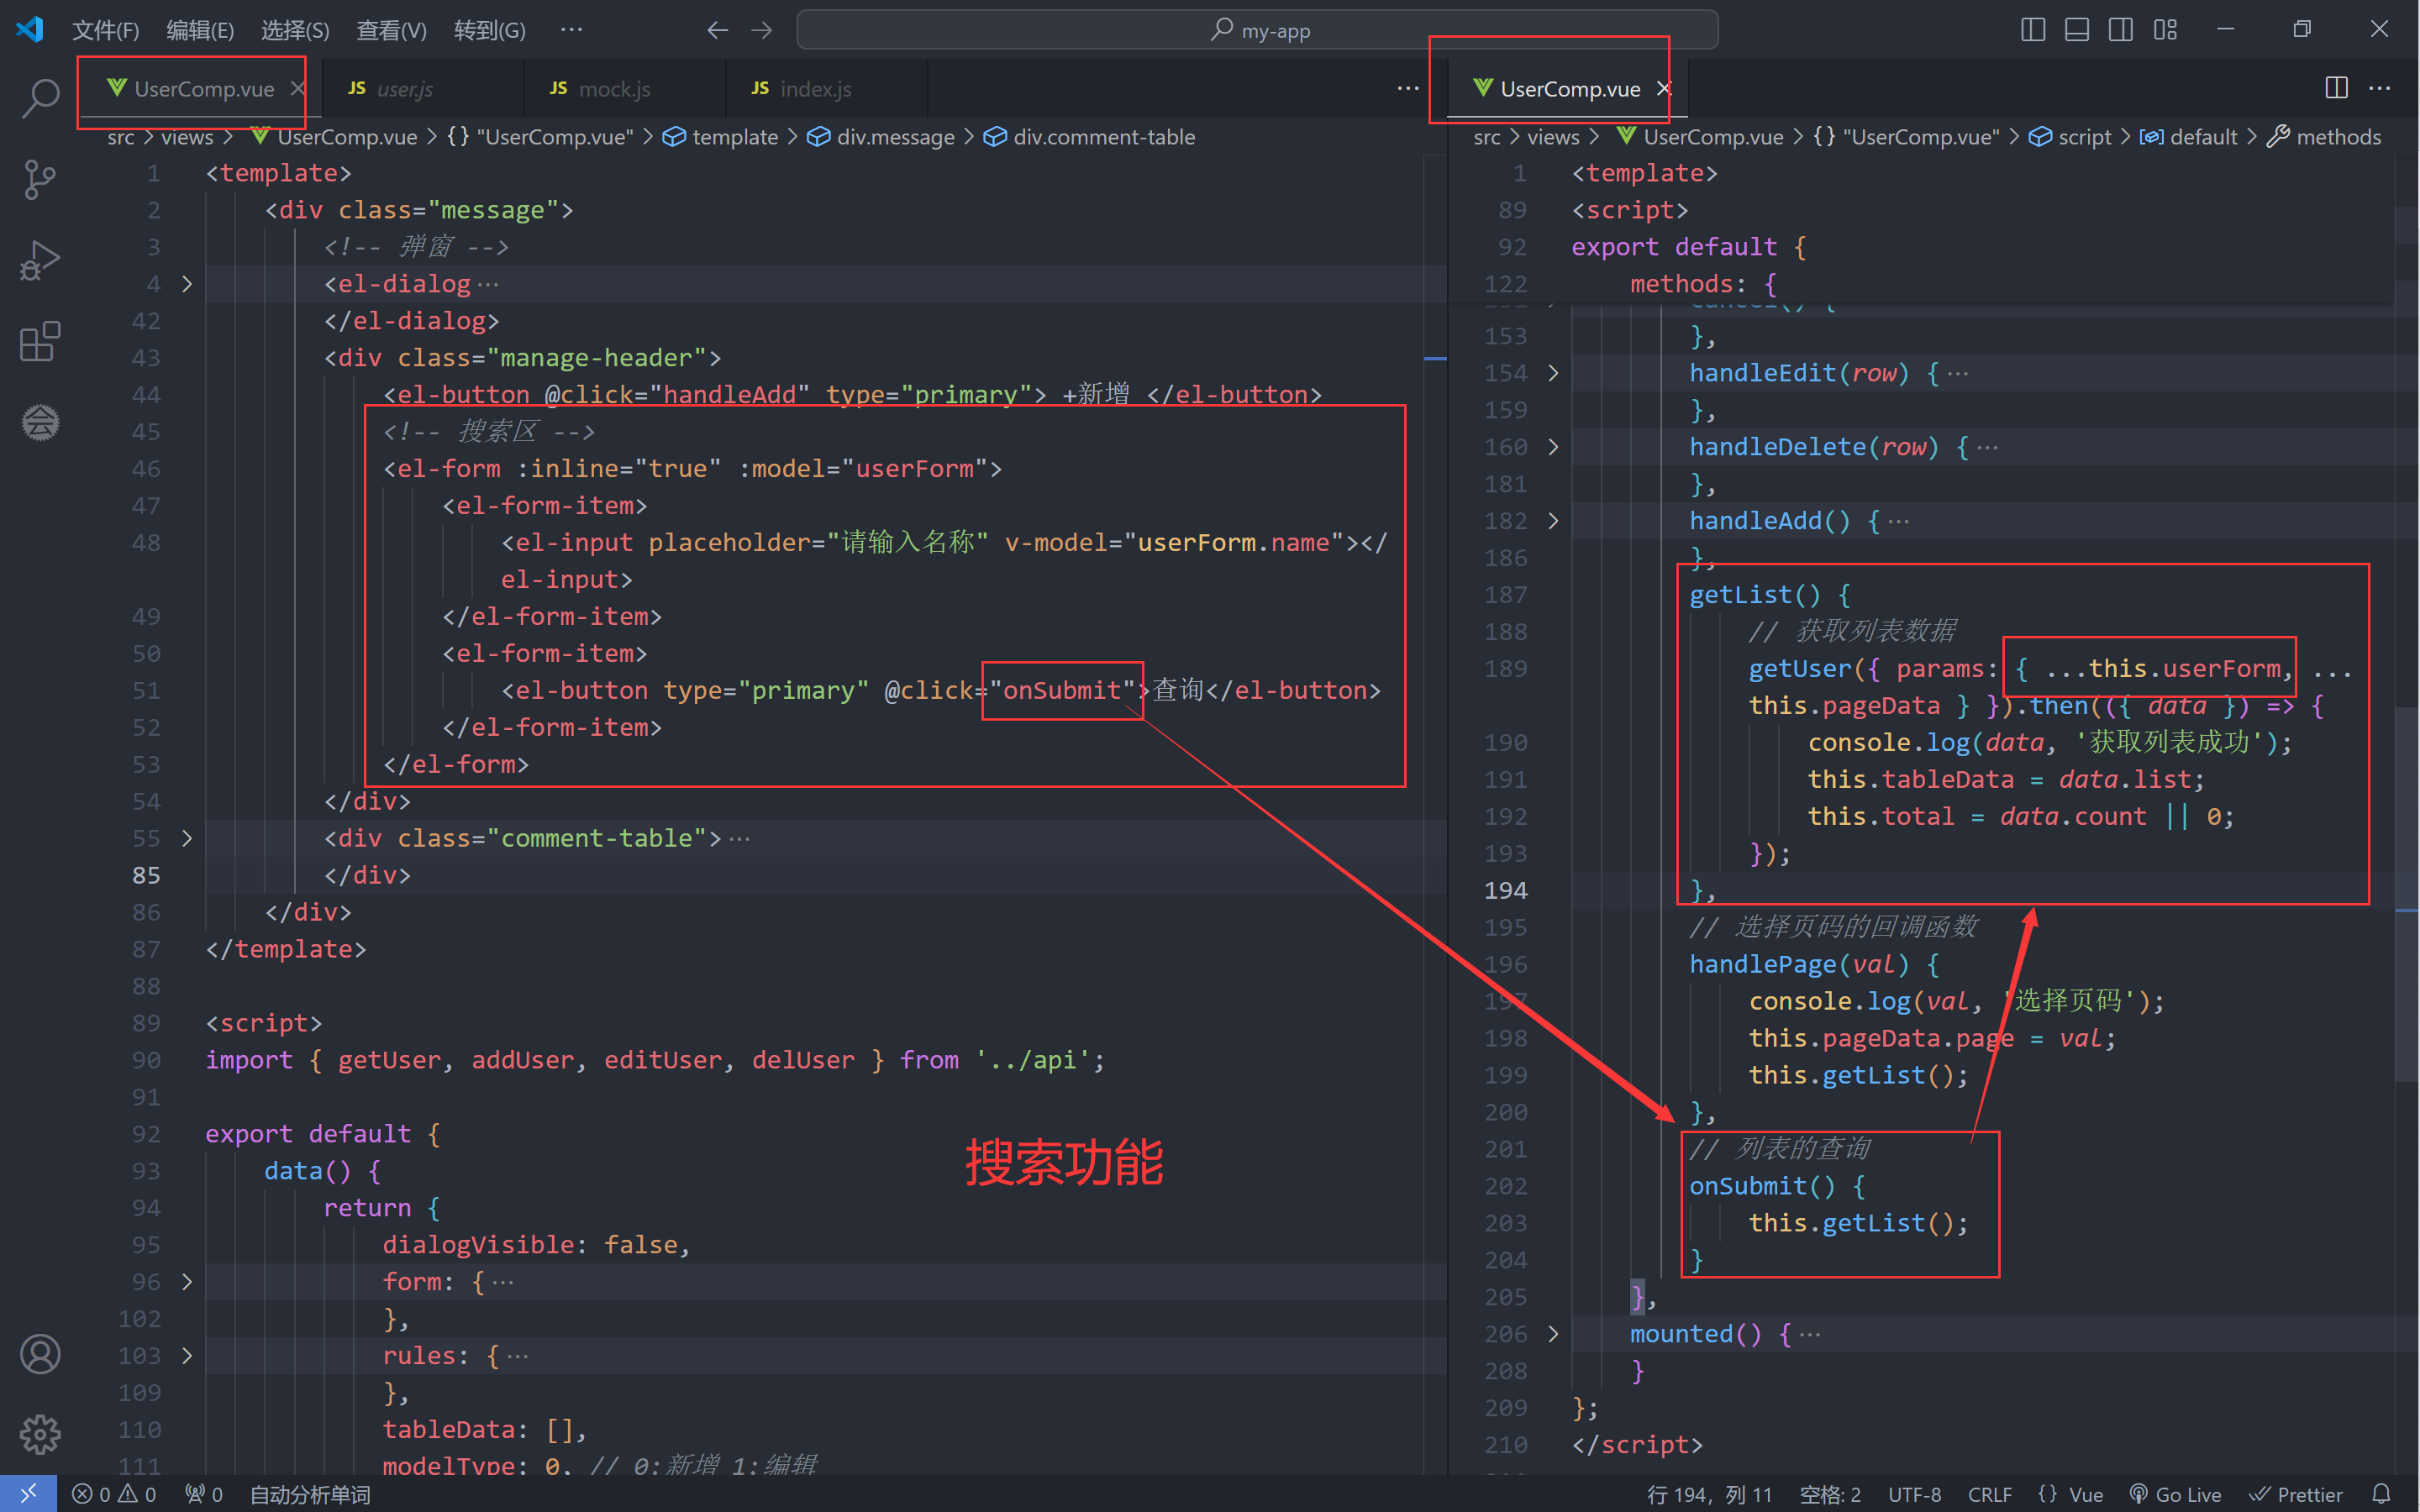 文件(F) 编辑(E) 选择(S) 查看(V) 转到(G) ··· my-app
UserComp.vue user.js mock.js index.js ···
src > views > UserComp.vue > {} "UserComp.vue" > template > div.message > div.comment-table
1 <template>
2 <div class="message">
3 <!-- 弹窗 -->
4 <el-dialog ···
42 </el-dialog>
43 <div class="manage-header">
44 <el-button @click="handleAdd" type="primary"> +新增 </el-button>
45 <!-- 搜索区 -->
46 <el-form :inline="true" :model="userForm">
47 <el-form-item>
48 <el-input placeholder="请输入名称" v-model="userForm.name"></
el-input>
49 </el-form-item>
50 <el-form-item>
51 <el-button type="primary" @click="onSubmit">查询</el-button>
52 </el-form-item>
53 </el-form>
54 </div>
55 <div class="comment-table"> ···
85 </div>
86 </div>
87 </template>
88
89 <script>
90 import { getUser, addUser, editUser, delUser } from '../api';
91
92 export default {
93 data() {
94 return {
95 dialogVisible: false,
96 form: { ···
102 },
103 rules: { ···
109 },
110 tableData: [],
111 modelType: 0, // 0:新增 1:编辑
搜索功能
UserComp.vue ···
src > views > UserComp.vue > {} "UserComp.vue" > script > default > methods
1 <template>
89 <script>
92 export default {
122 methods: {
cancel() {
153 },
154 handleEdit(row) { ···
159 },
160 handleDelete(row) { ···
181 },
182 handleAdd() { ···
186 },
187 getList() {
188 // 获取列表数据
189 getUser({ params: { ...this.userForm, ...
this.pageData } }).then(({ data }) => {
190 console.log(data, '获取列表成功');
191 this.tableData = data.list;
192 this.total = data.count || 0;
193 });
194 },
195 // 选择页码的回调函数
196 handlePage(val) {
197 console.log(val, '选择页码');
198 this.pageData.page = val;
199 this.getList();
200 },
201 // 列表的查询
202 onSubmit() {
203 this.getList();
204 }
205 },
206 mounted() { ···
208 }
209 };
210 </script>
0 0 0 自动分析单词 行 194，列 11 空格: 2 UTF-8 CRLF {} Vue Go Live Prettier